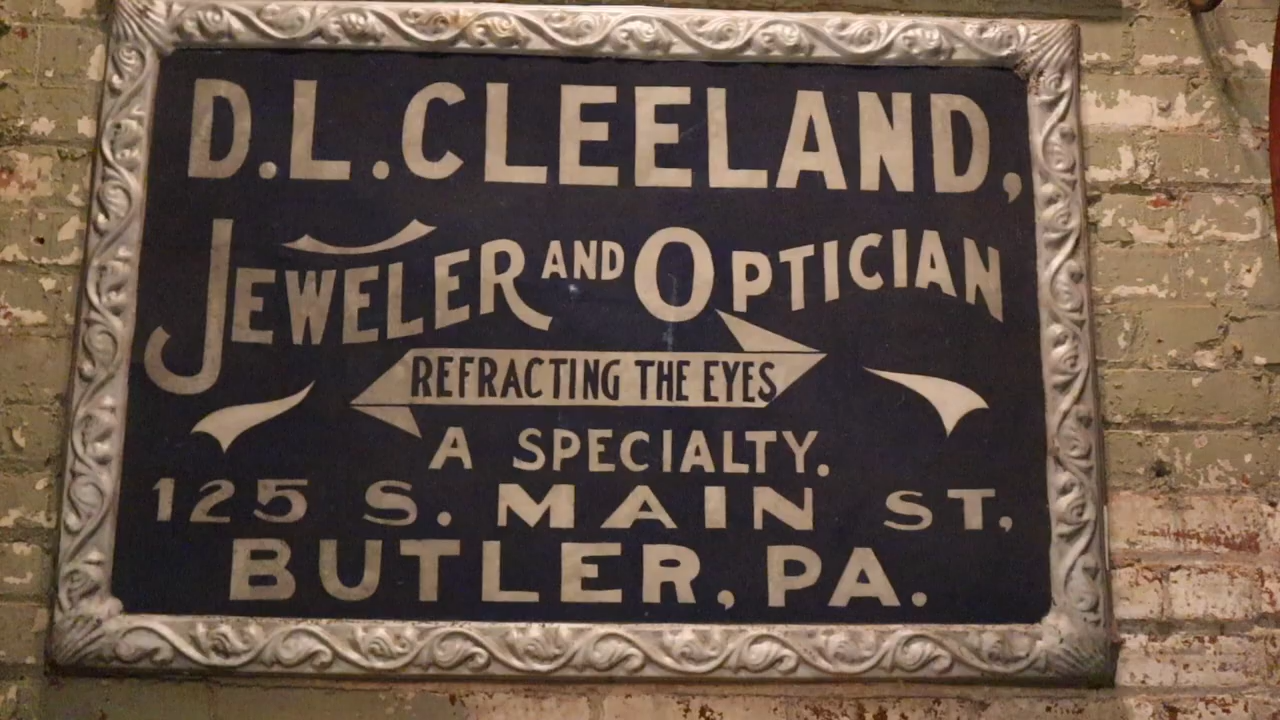 D.L. CLEELAND,
JEWELER AND OPTICIAN
REFRACTING THE EYES
A SPECIALTY.
125 S. MAIN ST,
BUTLER, PA.